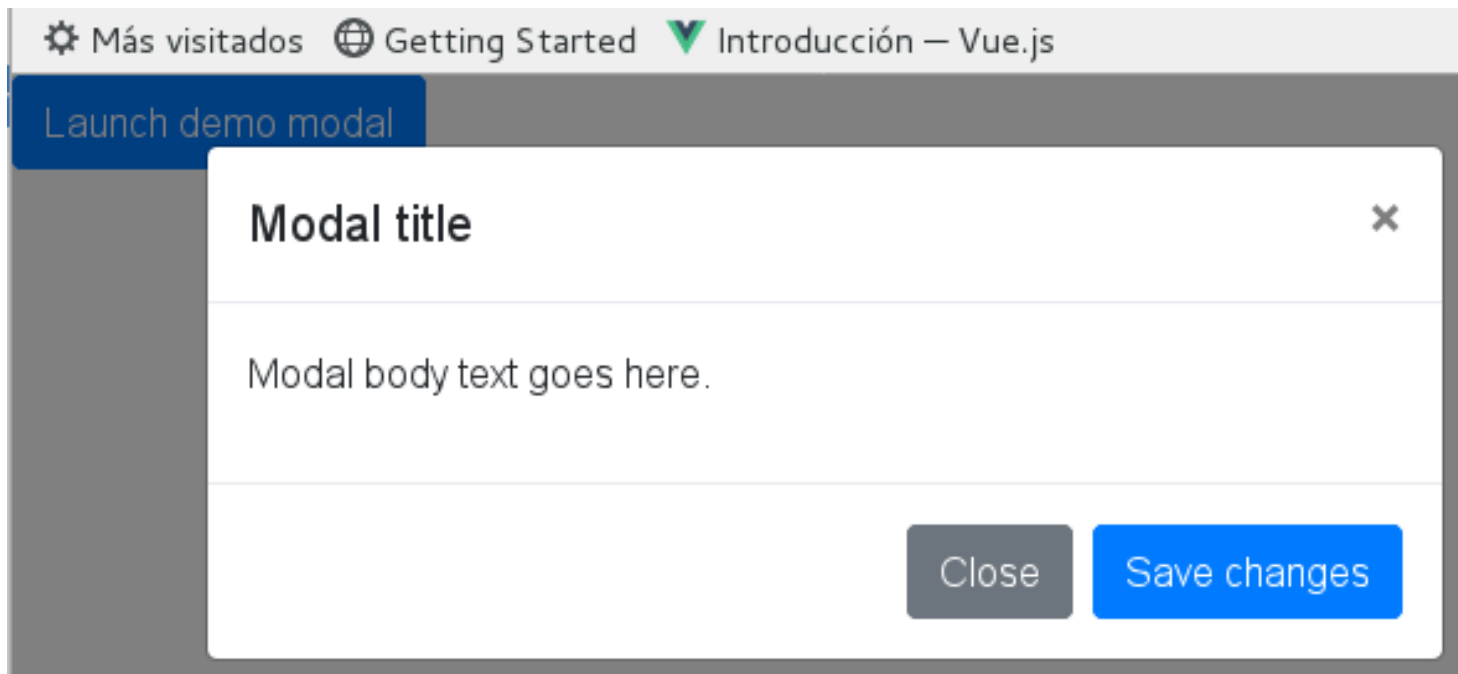 Más visitados Getting Started Introducción — Vue.js
Launch demo modal
Modal title ×
Modal body text goes here.
Close Save changes